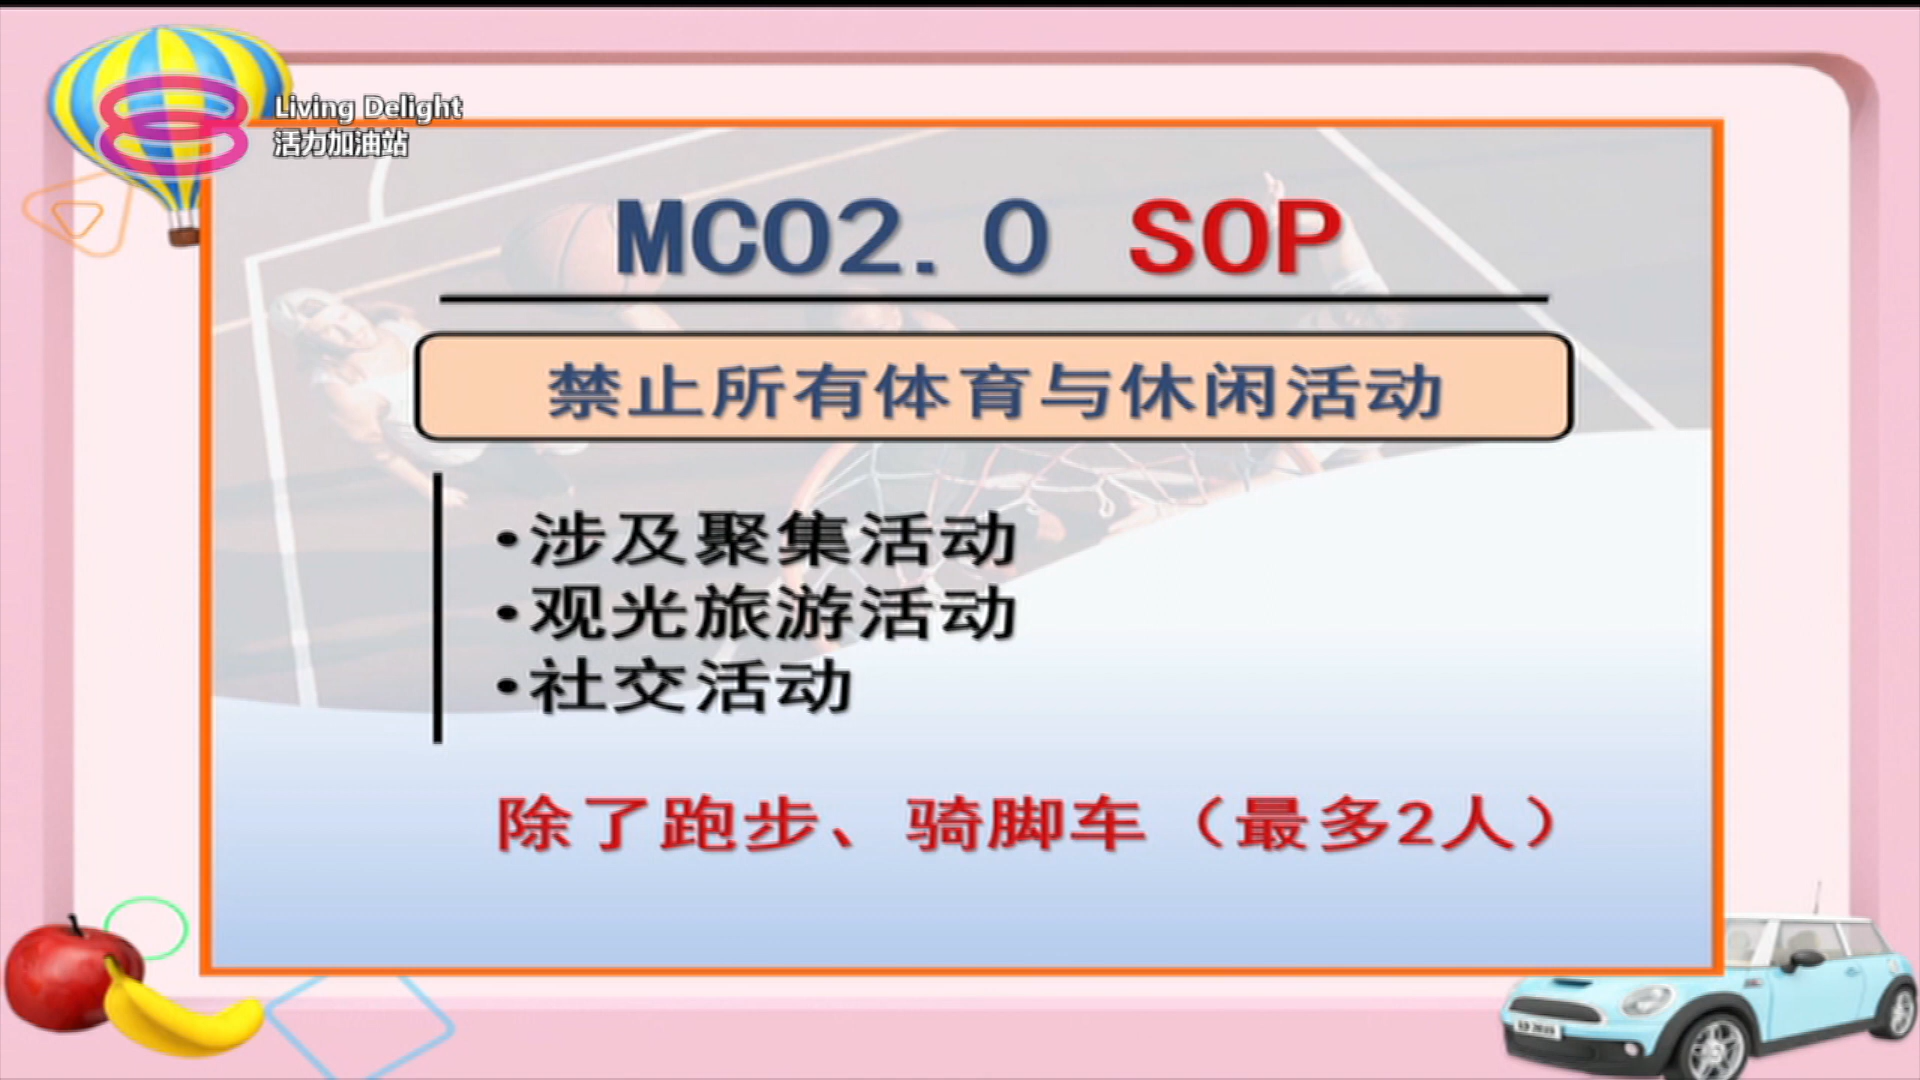 Living Delight
活力加油站
MCO2.0 SOP
禁止所有体育与休闲活动
•涉及聚集活动
•观光旅游活动
•社交活动
除了跑步、骑脚车（最多2人）